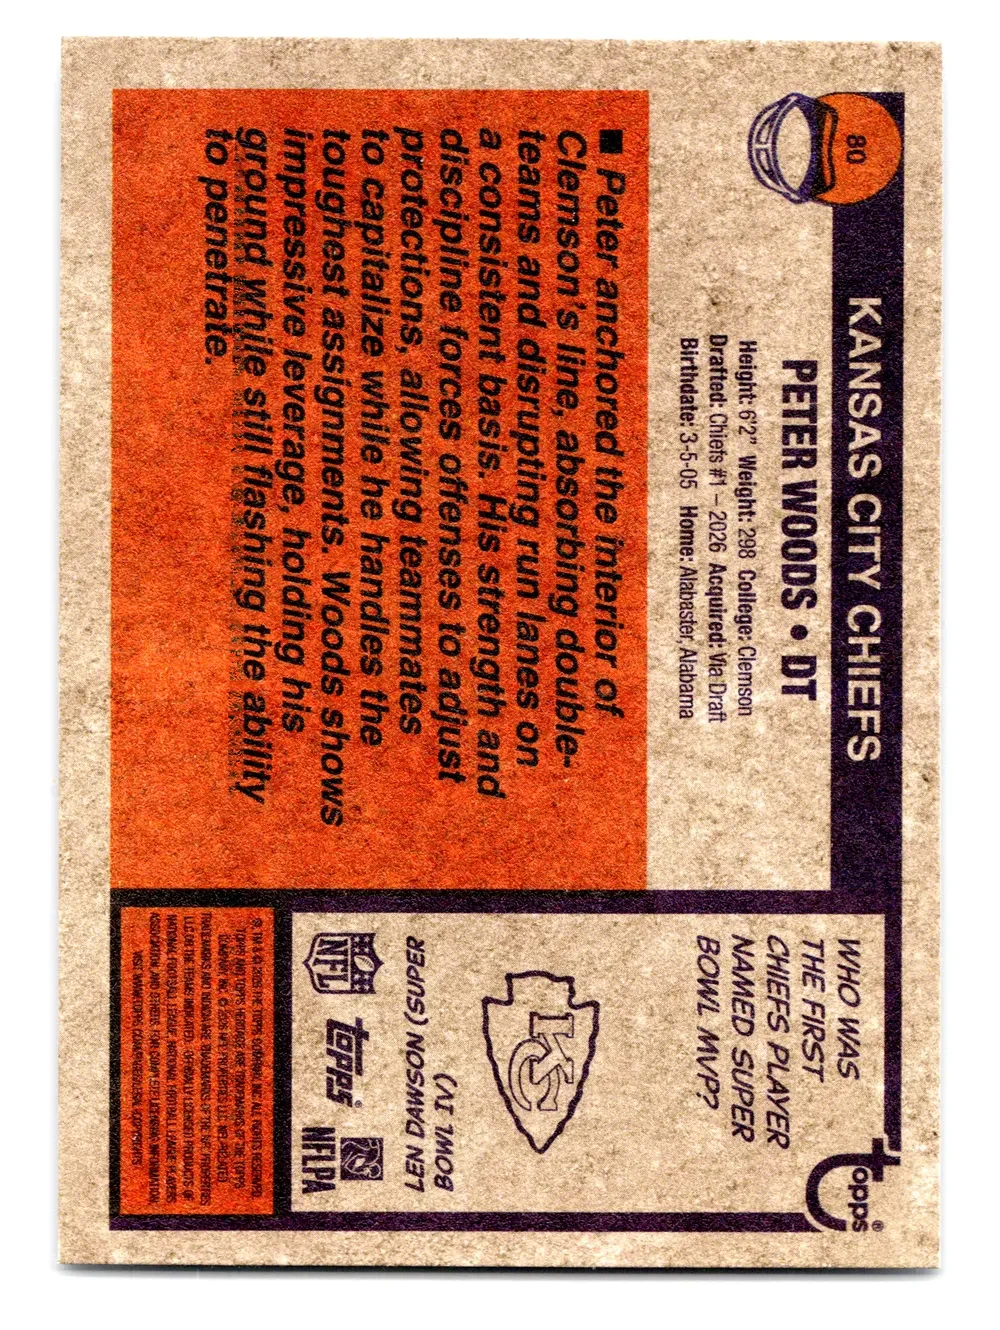 80
KANSAS CITY CHIEFS
PETER WOODS • DT
Height: 6'2" Weight: 298 College: Clemson
Drafted: Chiefs #1 – 2026 Acquired: Via Draft
Birthdate: 3-5-05 Home: Alabaster, Alabama
■ Peter anchored the interior of
Clemson's line, absorbing double-
teams and disrupting run lanes on
a consistent basis. His strength and
discipline forces offenses to adjust
protections, allowing teammates
to capitalize while he handles the
toughest assignments. Woods shows
impressive leverage, holding his
ground while still flashing the ability
to penetrate.
topps®
WHO WAS
THE FIRST
CHIEFS PLAYER
NAMED SUPER
BOWL MVP?
KC
LEN DAWSON (SUPER
BOWL IV)
NFL
topps®
NFLPA